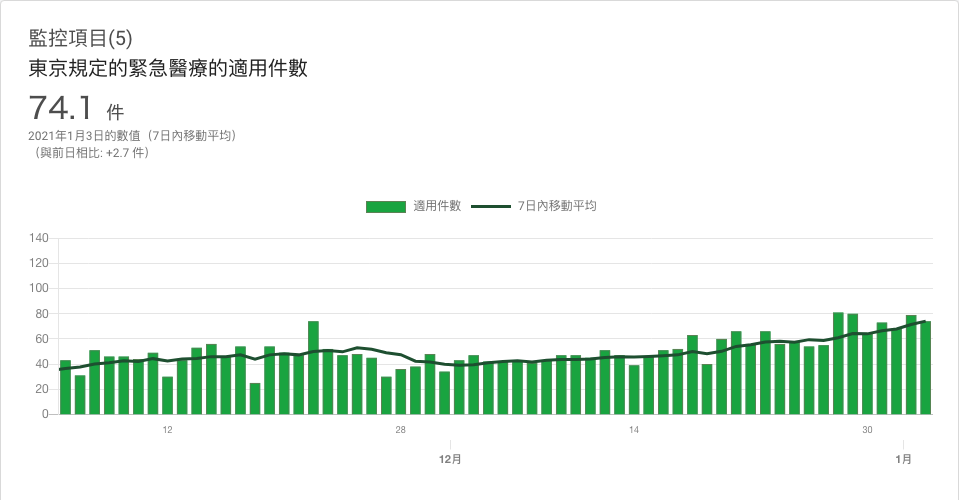 監控項目(5)
東京規定的緊急醫療的適用件數
74.1 件
2021年1月3日的數值（7日內移動平均）
（與前日相比: +2.7 件）
適用件數 7日內移動平均
140
120
100
80
60
40
20
0
12 28 14 30
12月 1月